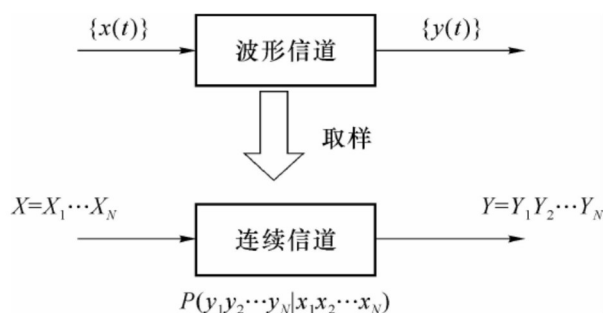 {x(t)} 波形信道 {y(t)}
取样
X=X₁⋯X_N 连续信道 Y=Y₁Y₂⋯Y_N
P(y₁y₂⋯y_N|x₁x₂⋯x_N)